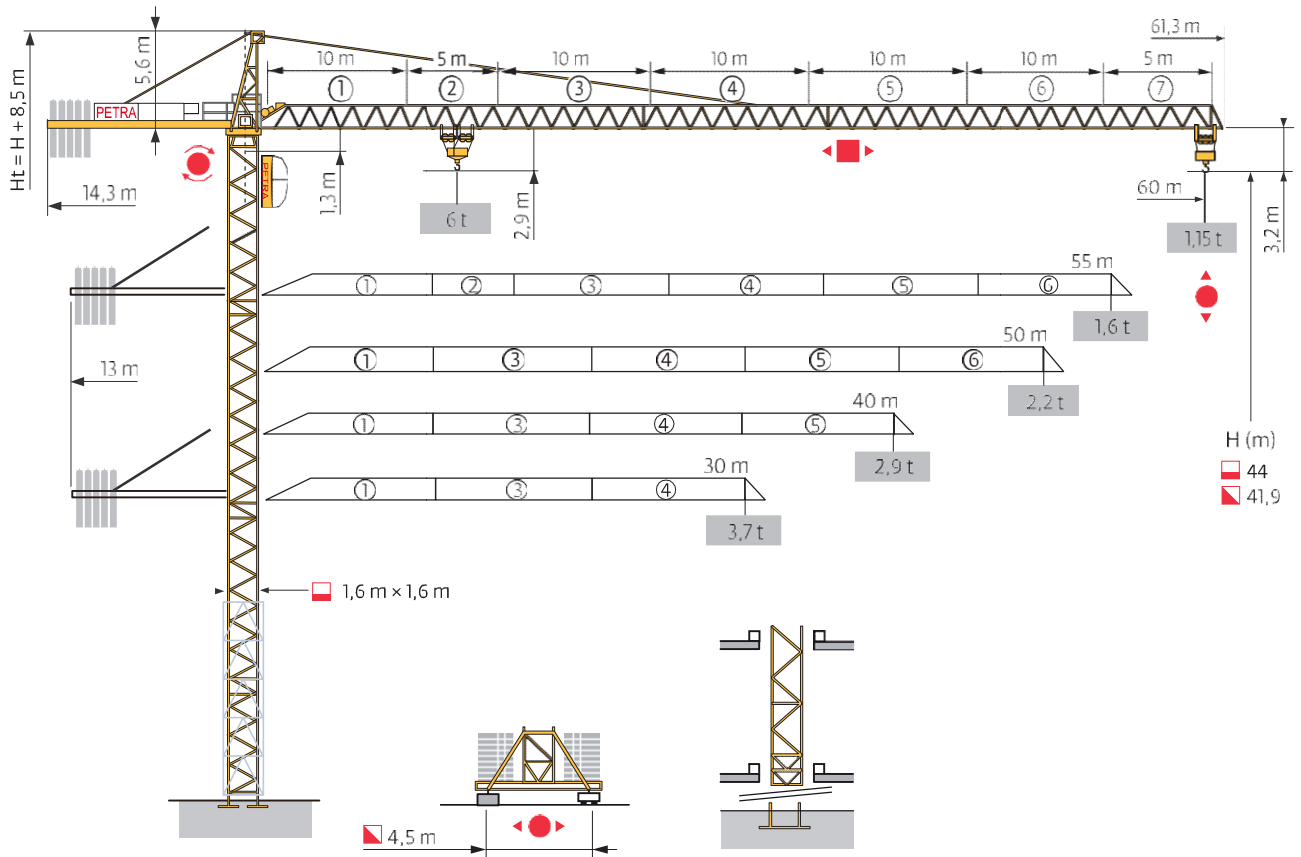 61,3 m
Ht = H + 8,5 m
5,6 m
10 m
5 m
10 m
10 m
10 m
10 m
5 m
① ② ③ ④ ⑤ ⑥ ⑦
PETRA
PETRA
14,3 m
1,3 m
6 t
2,9 m
60 m
3,2 m
1,15 t
55 m
① ② ③ ④ ⑤ ⑥
1,6 t
50 m
① ③ ④ ⑤ ⑥
2,2 t
13 m
40 m
① ③ ④ ⑤
2,9 t
30 m
① ③ ④
3,7 t
H (m)
44
41,9
1,6 m × 1,6 m
4,5 m